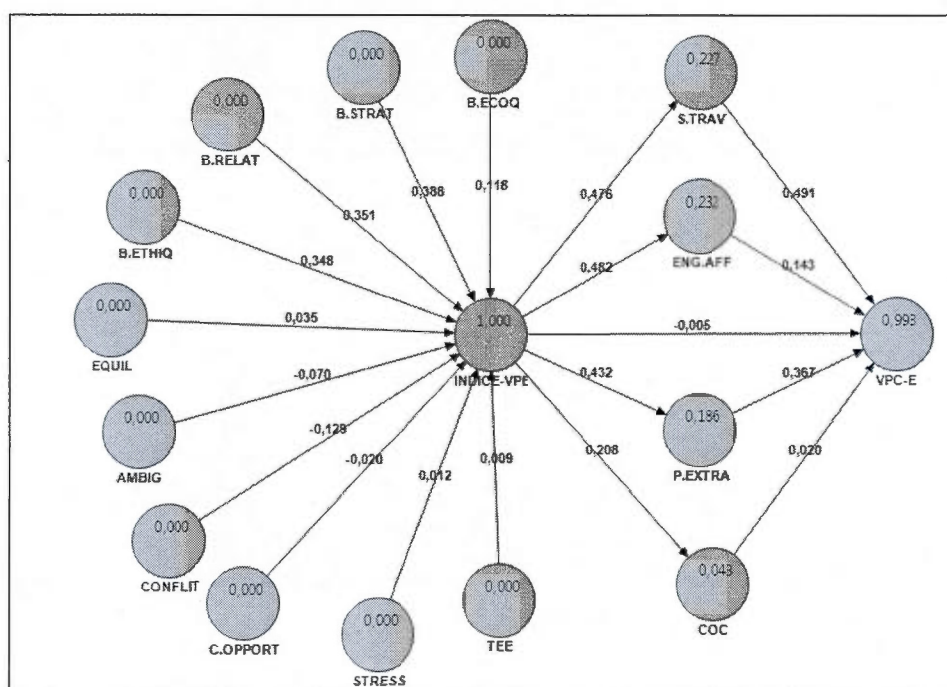 0,000
B.STRAT
0,000
B.ECOQ
0,227
S.TRAV
0,000
B.RELAT
0,388
0,118
0,476
0,491
0,000
B.ETHIQ
0,351
0,232
ENG.AFF
0,348
0,482
0,143
0,000
EQUIL
0,035
1,000
INDICE-VPE
-0,005
0,993
VPC-E
0,000
AMBIG
-0,070
0,432
0,367
0,186
P.EXTRA
-0,129
-0,020
0,012
0,009
0,208
0,020
0,000
CONFLIT
0,000
C.OPPORT
0,000
STRESS
0,000
TEE
0,043
COC